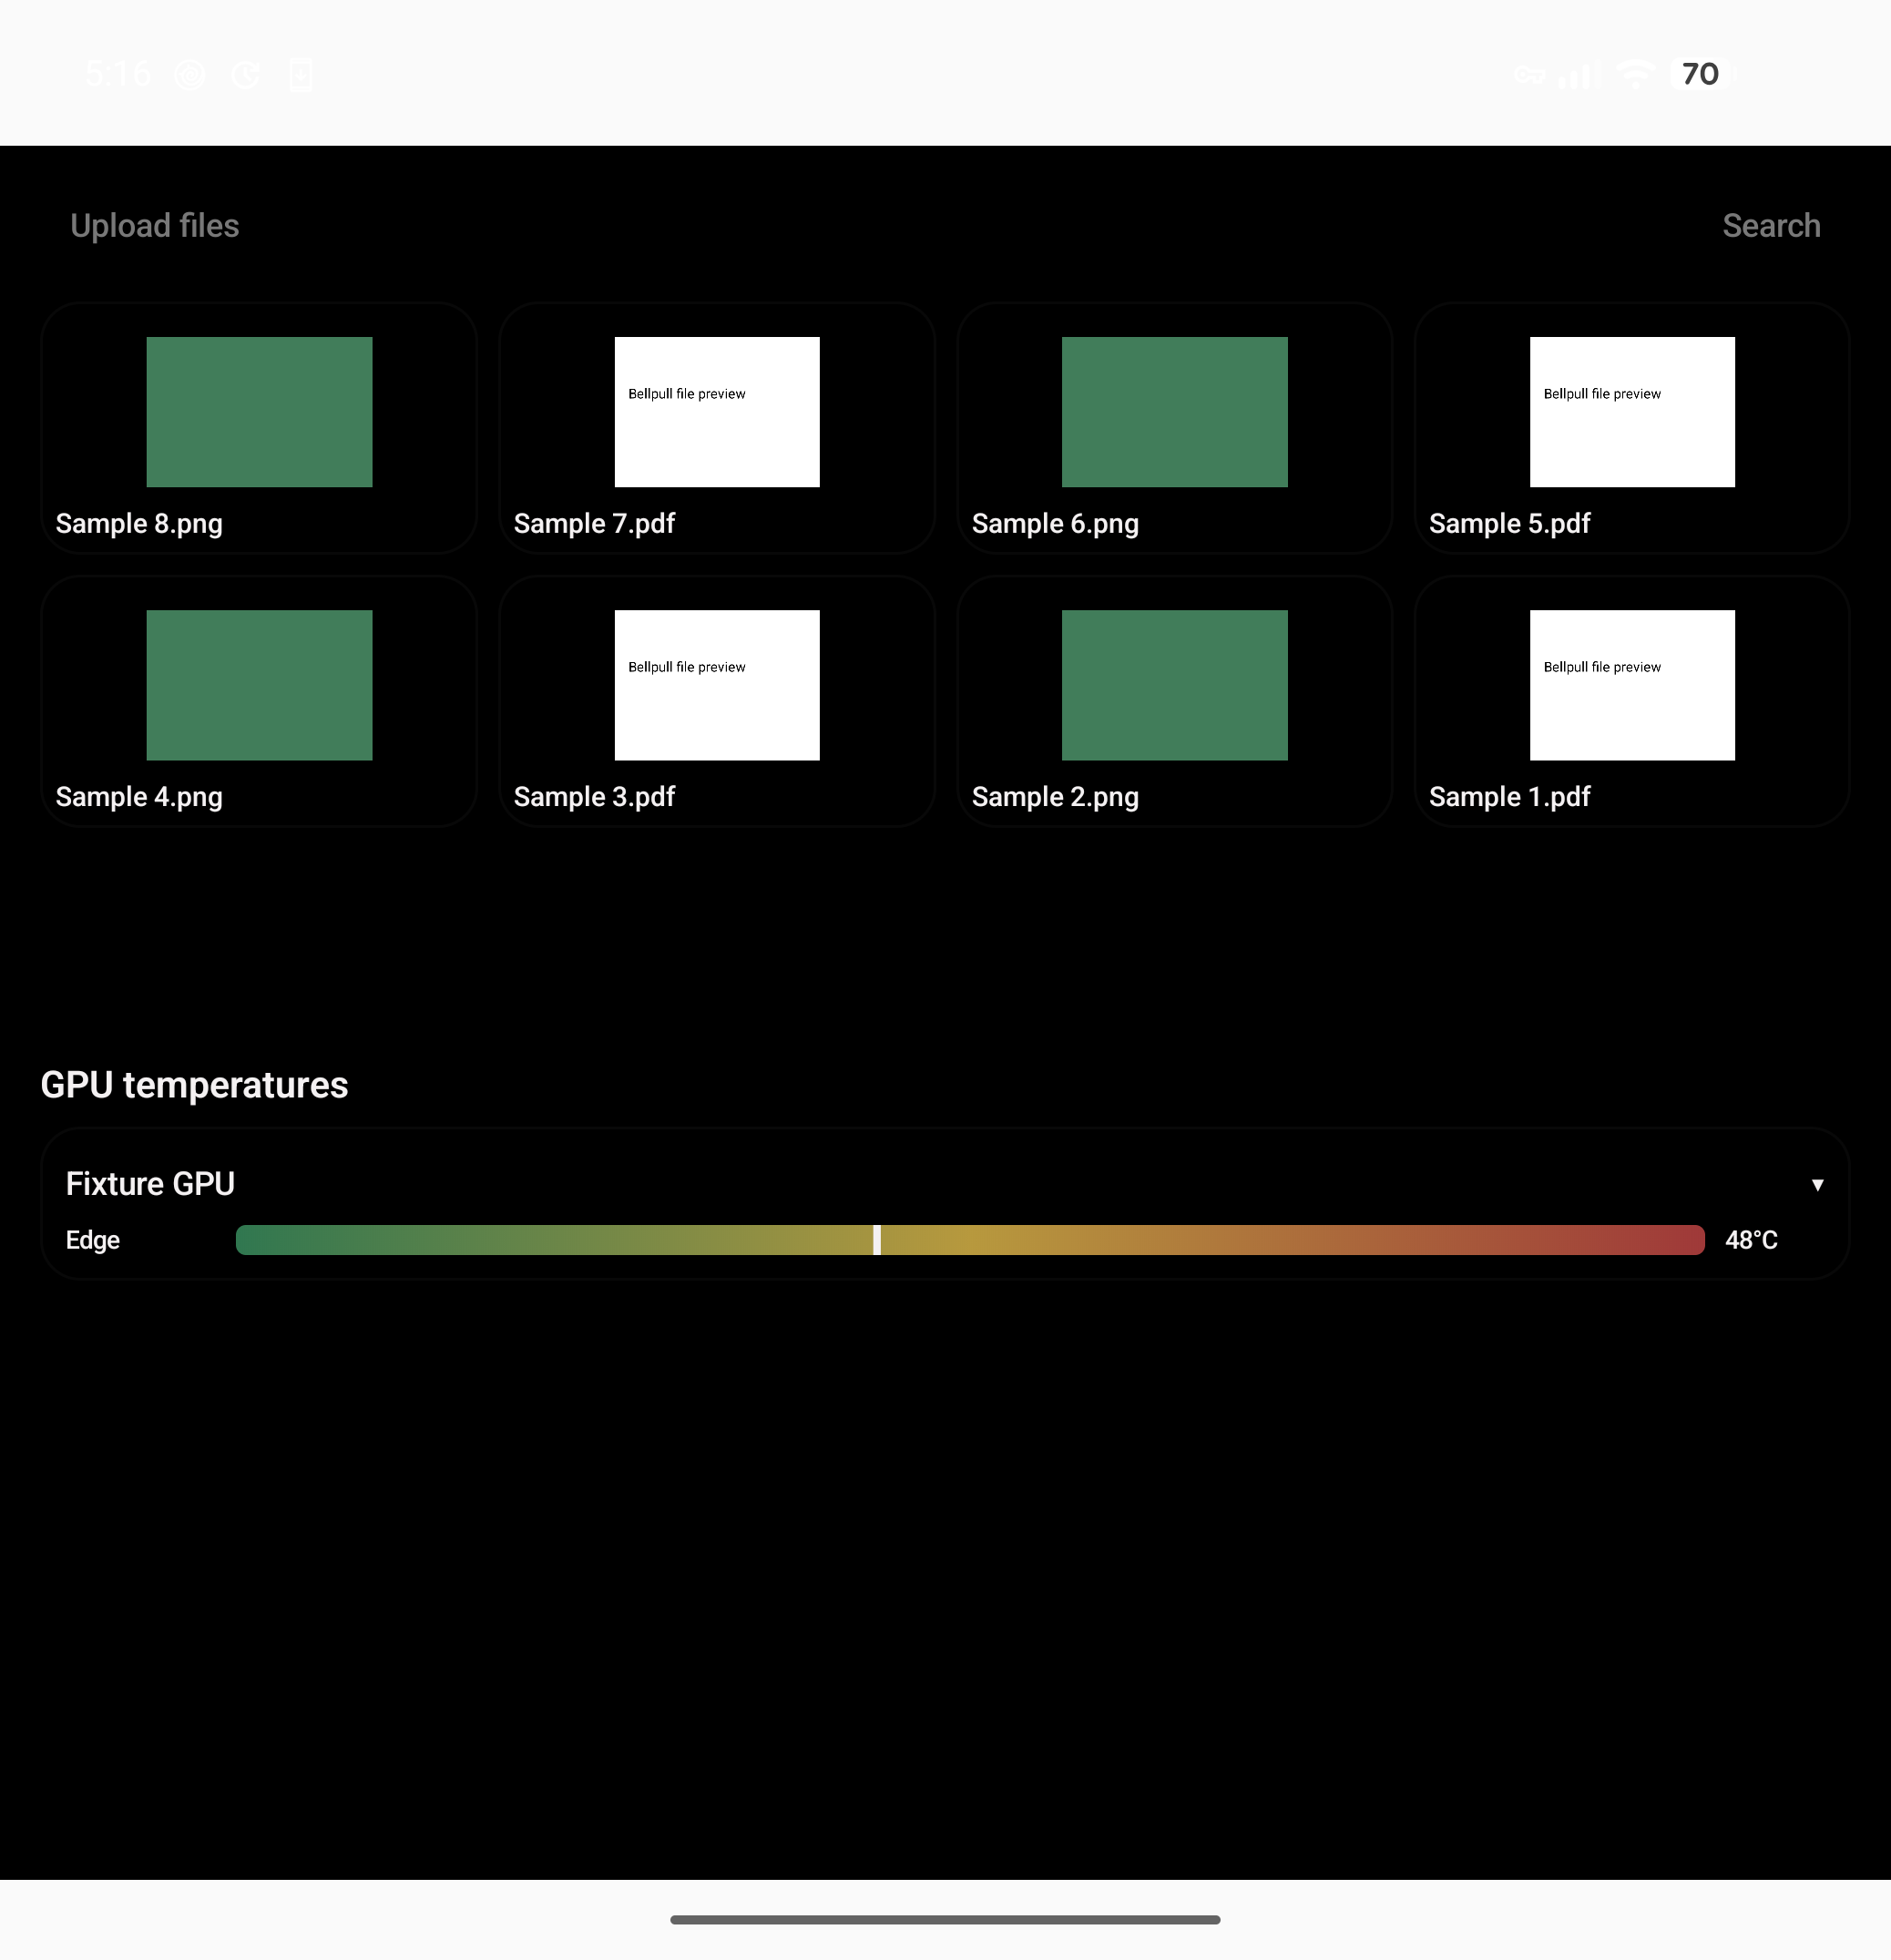 5:16 70
Upload files Search
Bellpull file preview Bellpull file preview
Sample 8.png Sample 7.pdf Sample 6.png Sample 5.pdf
Bellpull file preview Bellpull file preview
Sample 4.png Sample 3.pdf Sample 2.png Sample 1.pdf
GPU temperatures
Fixture GPU ▼
Edge 48°C